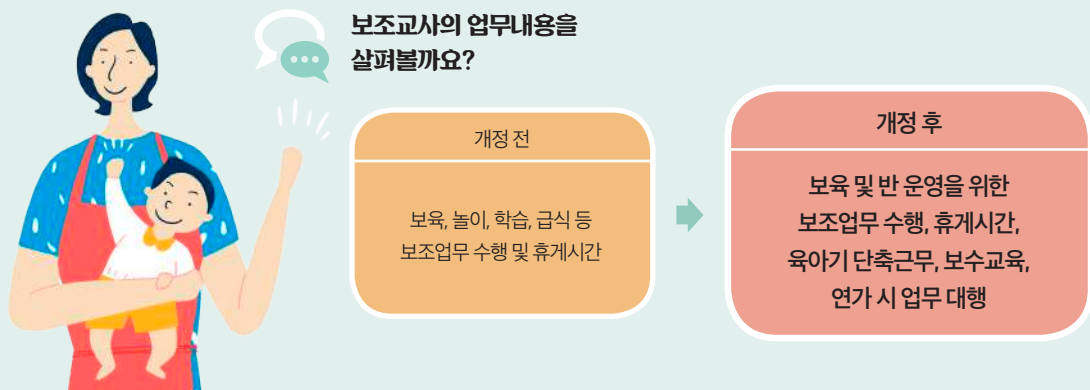 보조교사의 업무내용을
살펴볼까요?
개정 전
보육, 놀이, 학습, 급식 등
보조업무 수행 및 휴게시간
개정 후
보육 및 반 운영을 위한
보조업무 수행, 휴게시간,
육아기 단축근무, 보수교육,
연가 시 업무 대행